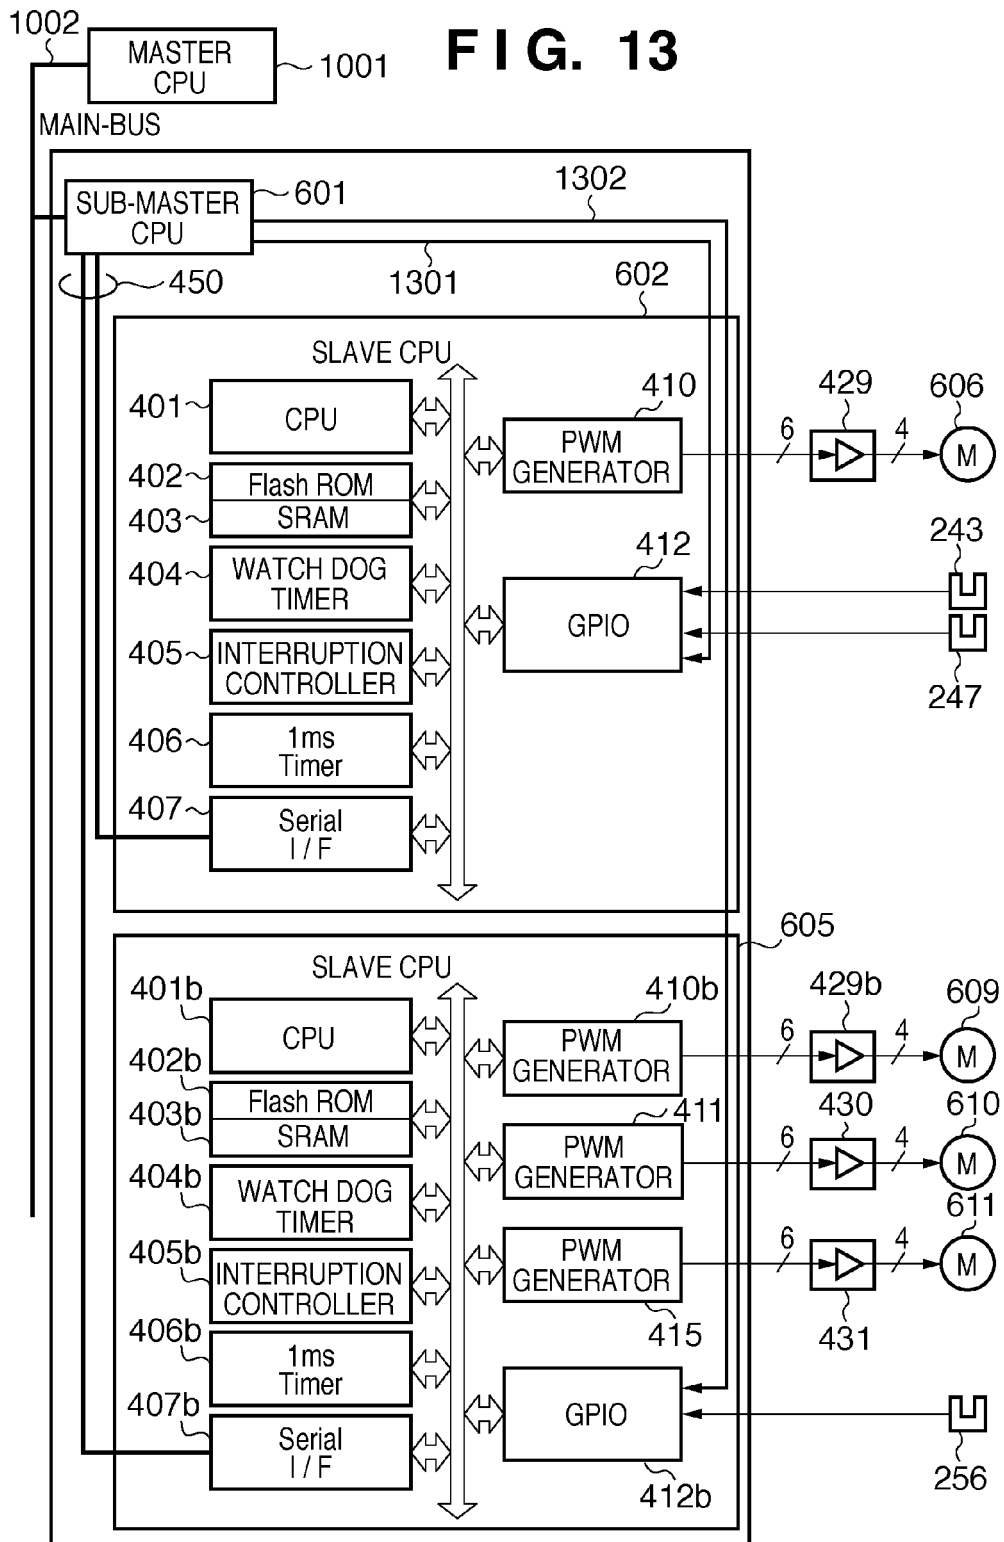 FIG. 13
1002
MASTER
CPU
1001
MAIN-BUS
SUB-MASTER
CPU
601
1302
1301
450
602
SLAVE CPU
401
CPU
402
Flash ROM
403
SRAM
404
WATCH DOG
TIMER
405
INTERRUPTION
CONTROLLER
406
1ms
Timer
407
Serial
I / F
410
PWM
GENERATOR
6
429
4
606
M
412
GPIO
243
247
605
SLAVE CPU
401b
CPU
402b
Flash ROM
403b
SRAM
404b
WATCH DOG
TIMER
405b
INTERRUPTION
CONTROLLER
406b
1ms
Timer
407b
Serial
I / F
410b
PWM
GENERATOR
6
429b
4
609
M
411
PWM
GENERATOR
6
430
4
610
M
PWM
GENERATOR
415
6
431
4
611
M
GPIO
412b
256